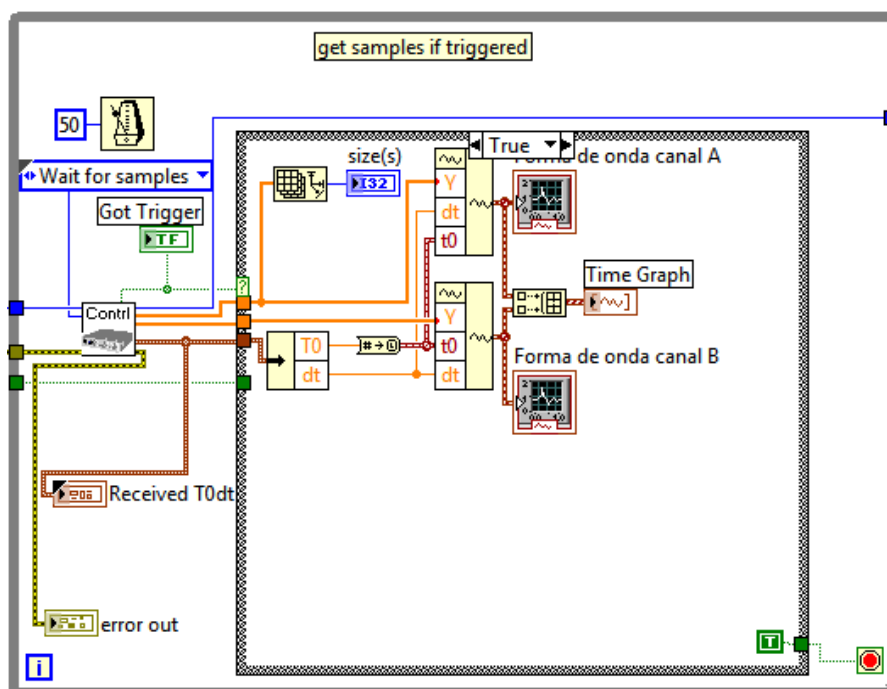 get samples if triggered
50
True
Wait for samples
size(s)
Forma de onda canal A
I32
Y
Got Trigger
dt
TF
t0
?
Time Graph
Contrl
Y
T0
t0
Forma de onda canal B
dt
dt
Received T0dt
error out
T
i